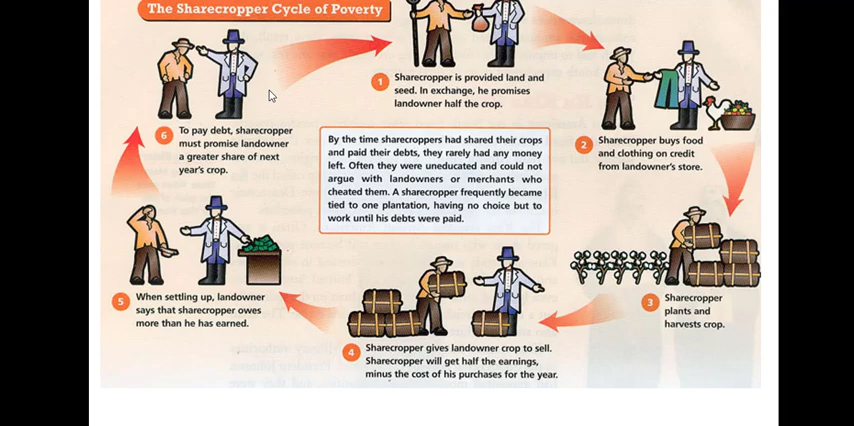 The Sharecropper Cycle of Poverty
1 Sharecropper is provided land and
seed. In exchange, he promises
landowner half the crop.
2 Sharecropper buys food
and clothing on credit
from landowner's store.
3 Sharecropper
plants and
harvests crop.
4 Sharecropper gives landowner crop to sell.
Sharecropper will get half the earnings,
minus the cost of his purchases for the year.
5 When settling up, landowner
says that sharecropper owes
more than he has earned.
6 To pay debt, sharecropper
must promise landowner
a greater share of next
year's crop.
By the time sharecroppers had shared their crops
and paid their debts, they rarely had any money
left. Often they were uneducated and could not
argue with landowners or merchants who
cheated them. A sharecropper frequently became
tied to one plantation, having no choice but to
work until his debts were paid.